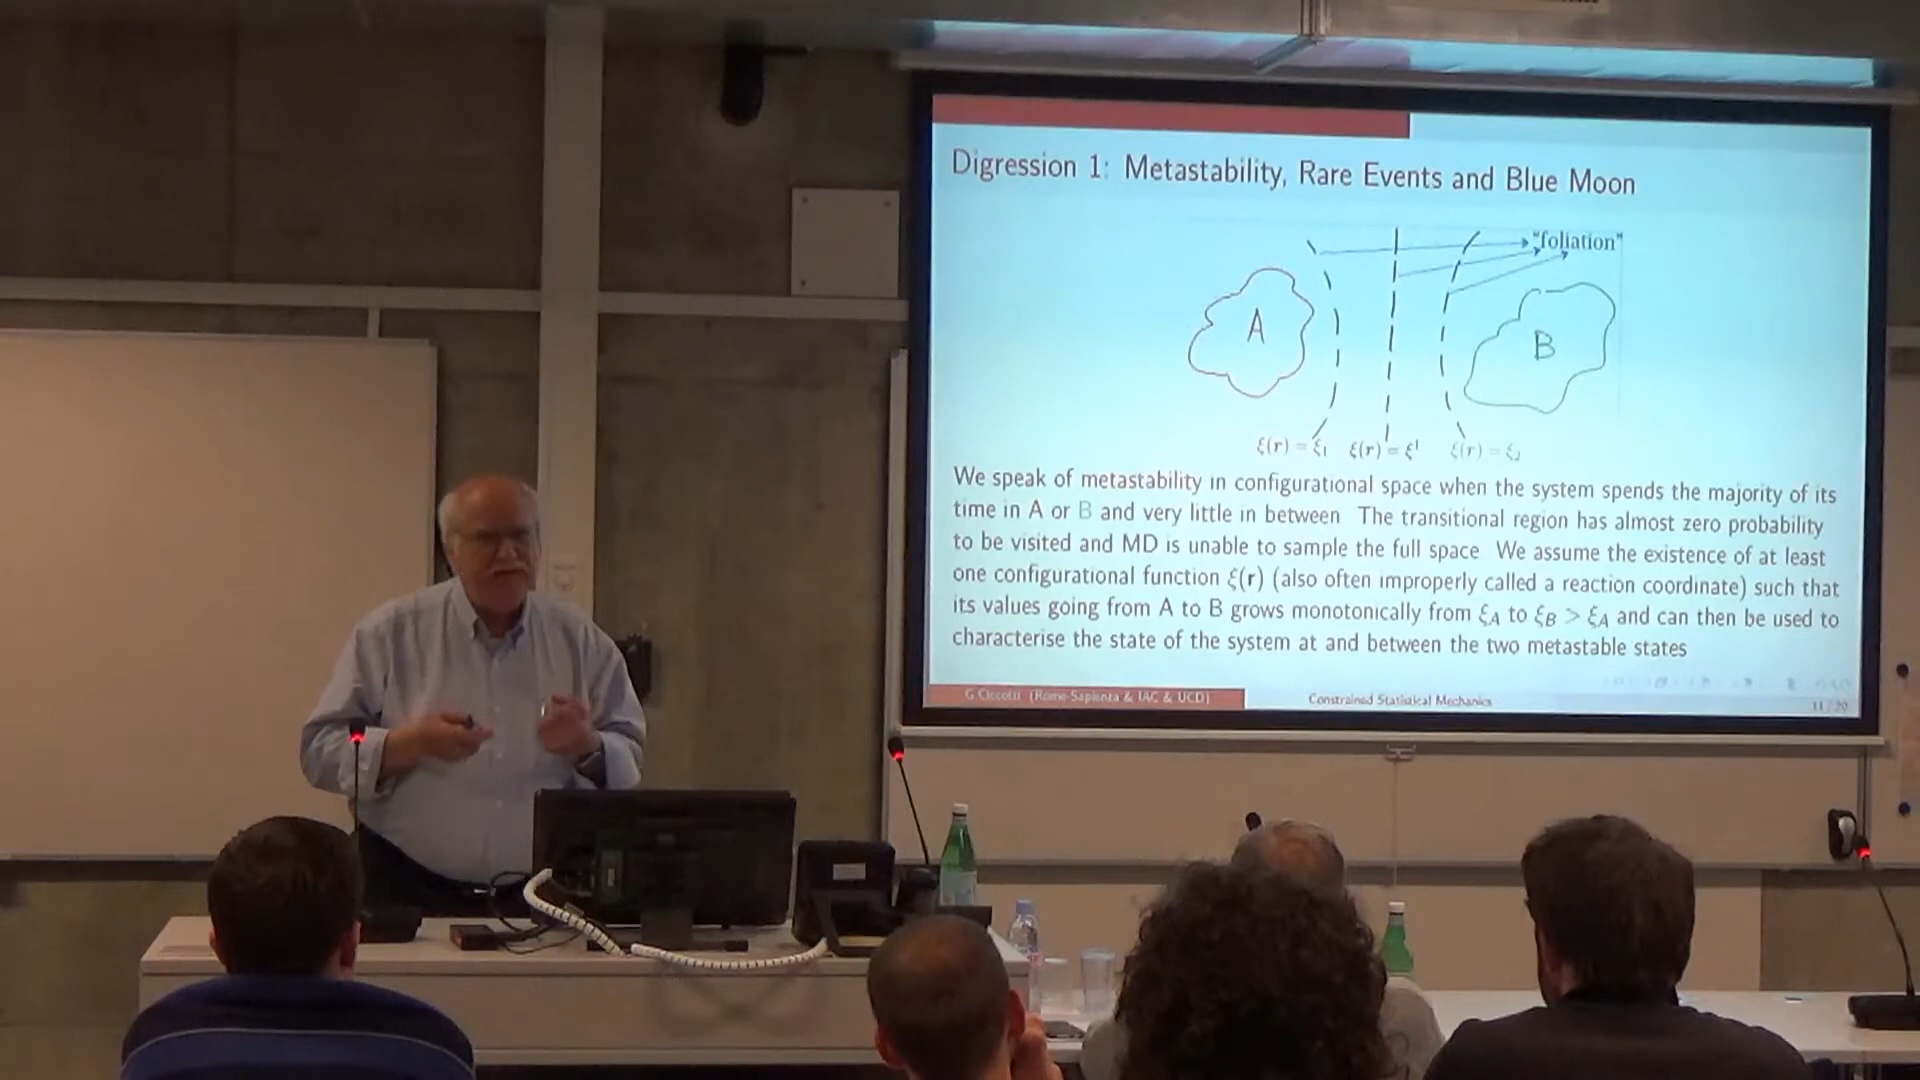 Digression 1: Metastability, Rare Events and Blue Moon
"foliation"
A
B
ξ(r) = ξ₁ ξ(r) = ξ' ξ(r) = ξ₂
We speak of metastability in configurational space when the system spends the majority of its
time in A or B and very little in between The transitional region has almost zero probability
to be visited and MD is unable to sample the full space We assume the existence of at least
one configurational function ξ(r) (also often improperly called a reaction coordinate) such that
its values going from A to B grows monotonically from ξA to ξB > ξA and can then be used to
characterise the state of the system at and between the two metastable states
G Ciccotti (Rome-Sapienza & IAC & UCD)
Constrained Statistical Mechanics
11 / 20